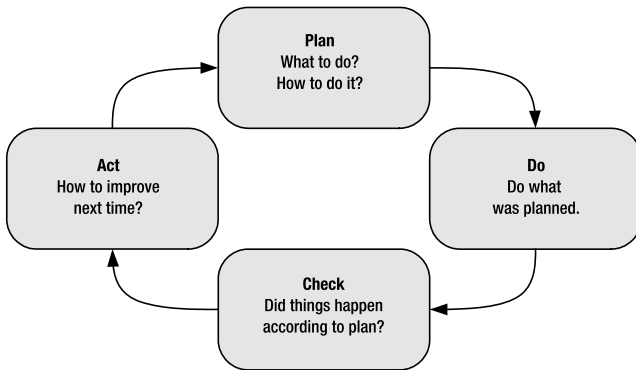 Plan
What to do?
How to do it?
Do
Do what
was planned.
Check
Did things happen
according to plan?
Act
How to improve
next time?